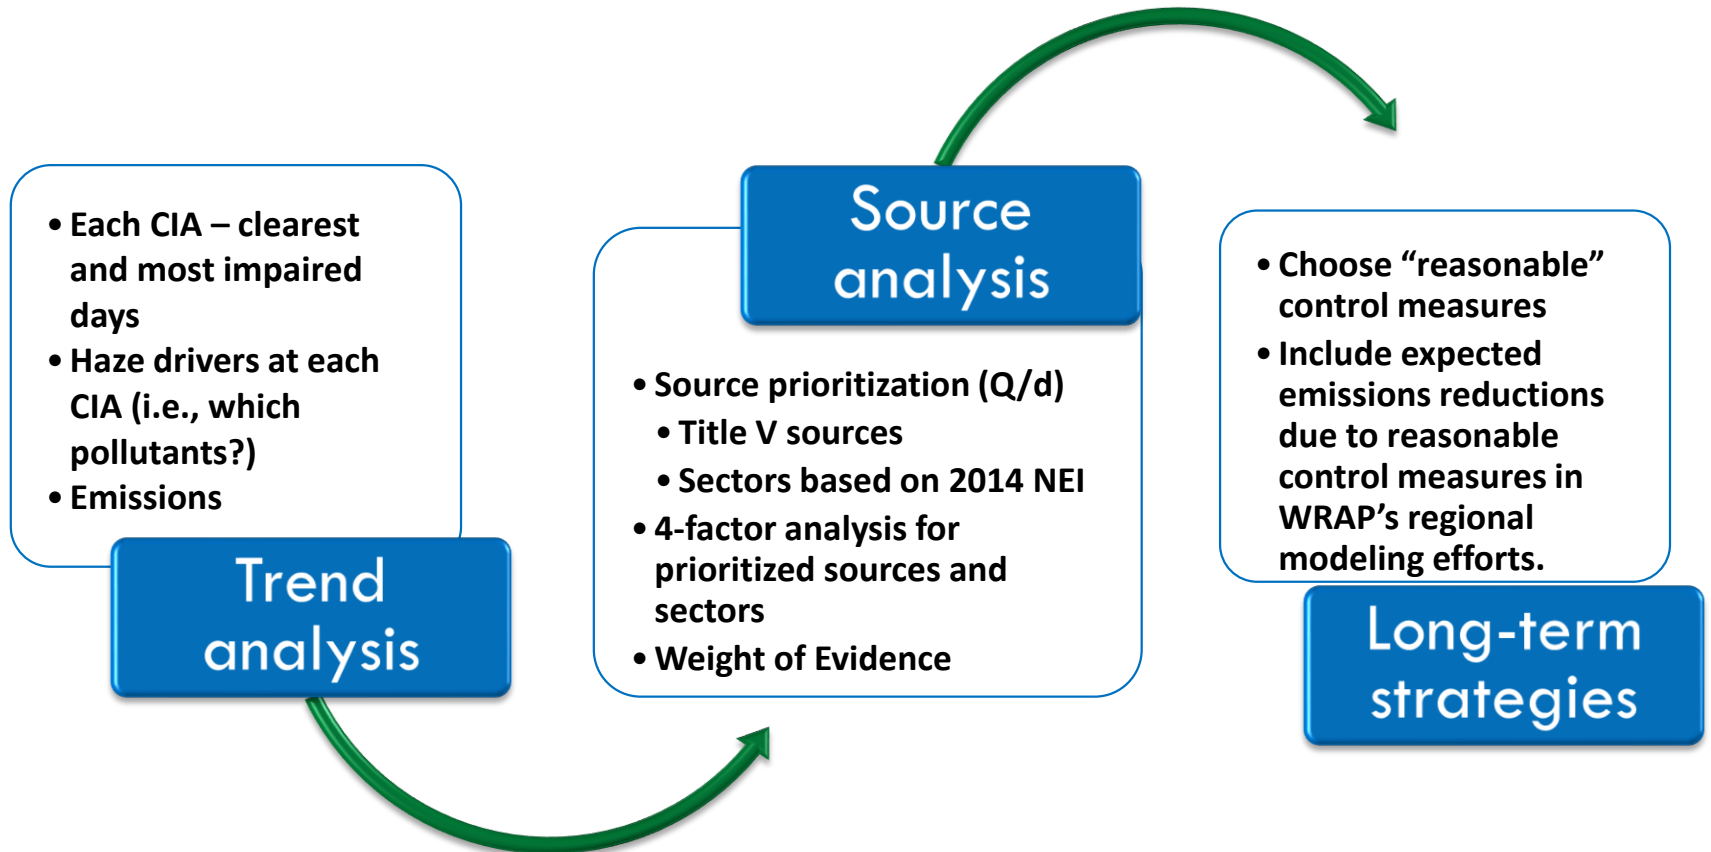 • Each CIA – clearest
and most impaired
days
• Haze drivers at each
CIA (i.e., which
pollutants?)
• Emissions
Trend
analysis
Source
analysis
• Source prioritization (Q/d)
• Title V sources
• Sectors based on 2014 NEI
• 4-factor analysis for
prioritized sources and
sectors
• Weight of Evidence
• Choose “reasonable”
control measures
• Include expected
emissions reductions
due to reasonable
control measures in
WRAP’s regional
modeling efforts.
Long-term
strategies